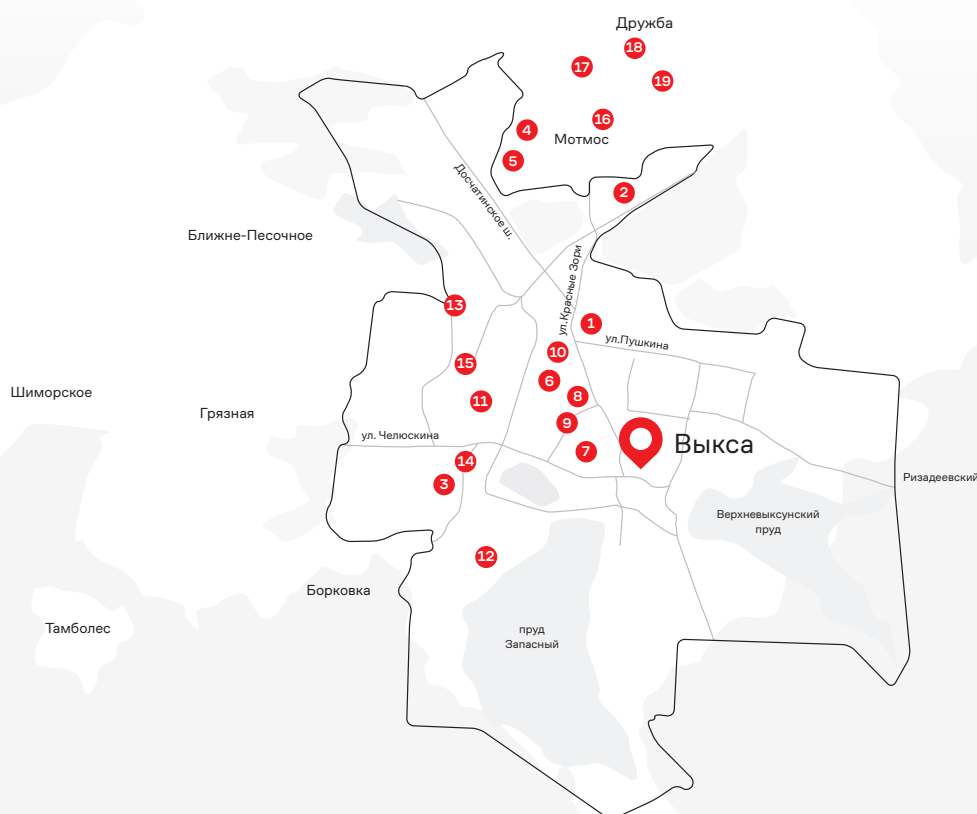 Дружба
18
17
19
16
4
Мотмос
5
2
Досчатинское ш.
Ближне-Песочное
ул.Красные Зори
13
1
ул.Пушкина
10
15
6
Шиморское
8
11
Грязная
9
ул. Челюскина
Выкса
7
14
3
Ризадеевский
Верхневыксунский
пруд
12
Борковка
Тамболес
пруд
Запасный